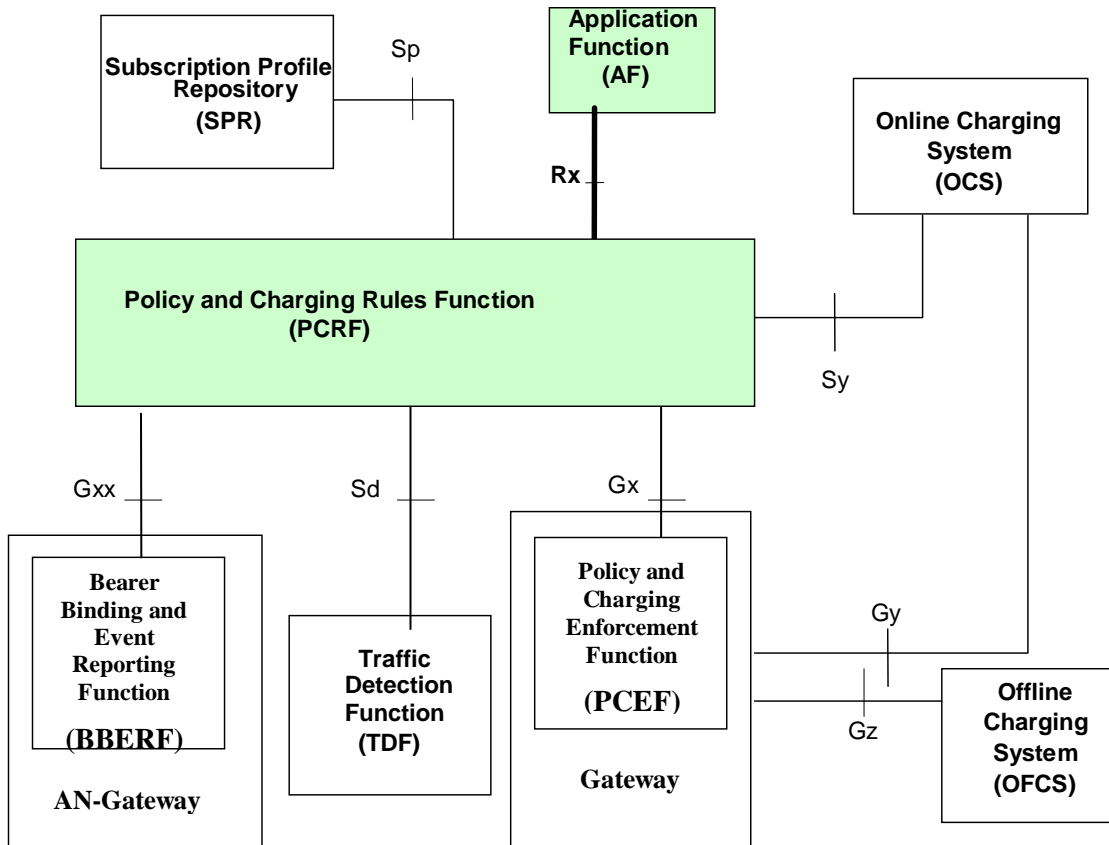 Subscription Profile
Repository
(SPR)
Sp
Application
Function
(AF)
Rx
Online Charging
System
(OCS)
Policy and Charging Rules Function
(PCRF)
Sy
Gxx
Sd
Gx
Bearer
Binding and
Event
Reporting
Function
(BBERF)
AN-Gateway
Traffic
Detection
Function
(TDF)
Policy and
Charging
Enforcement
Function
(PCEF)
Gateway
Gy
Gz
Offline
Charging
System
(OFCS)